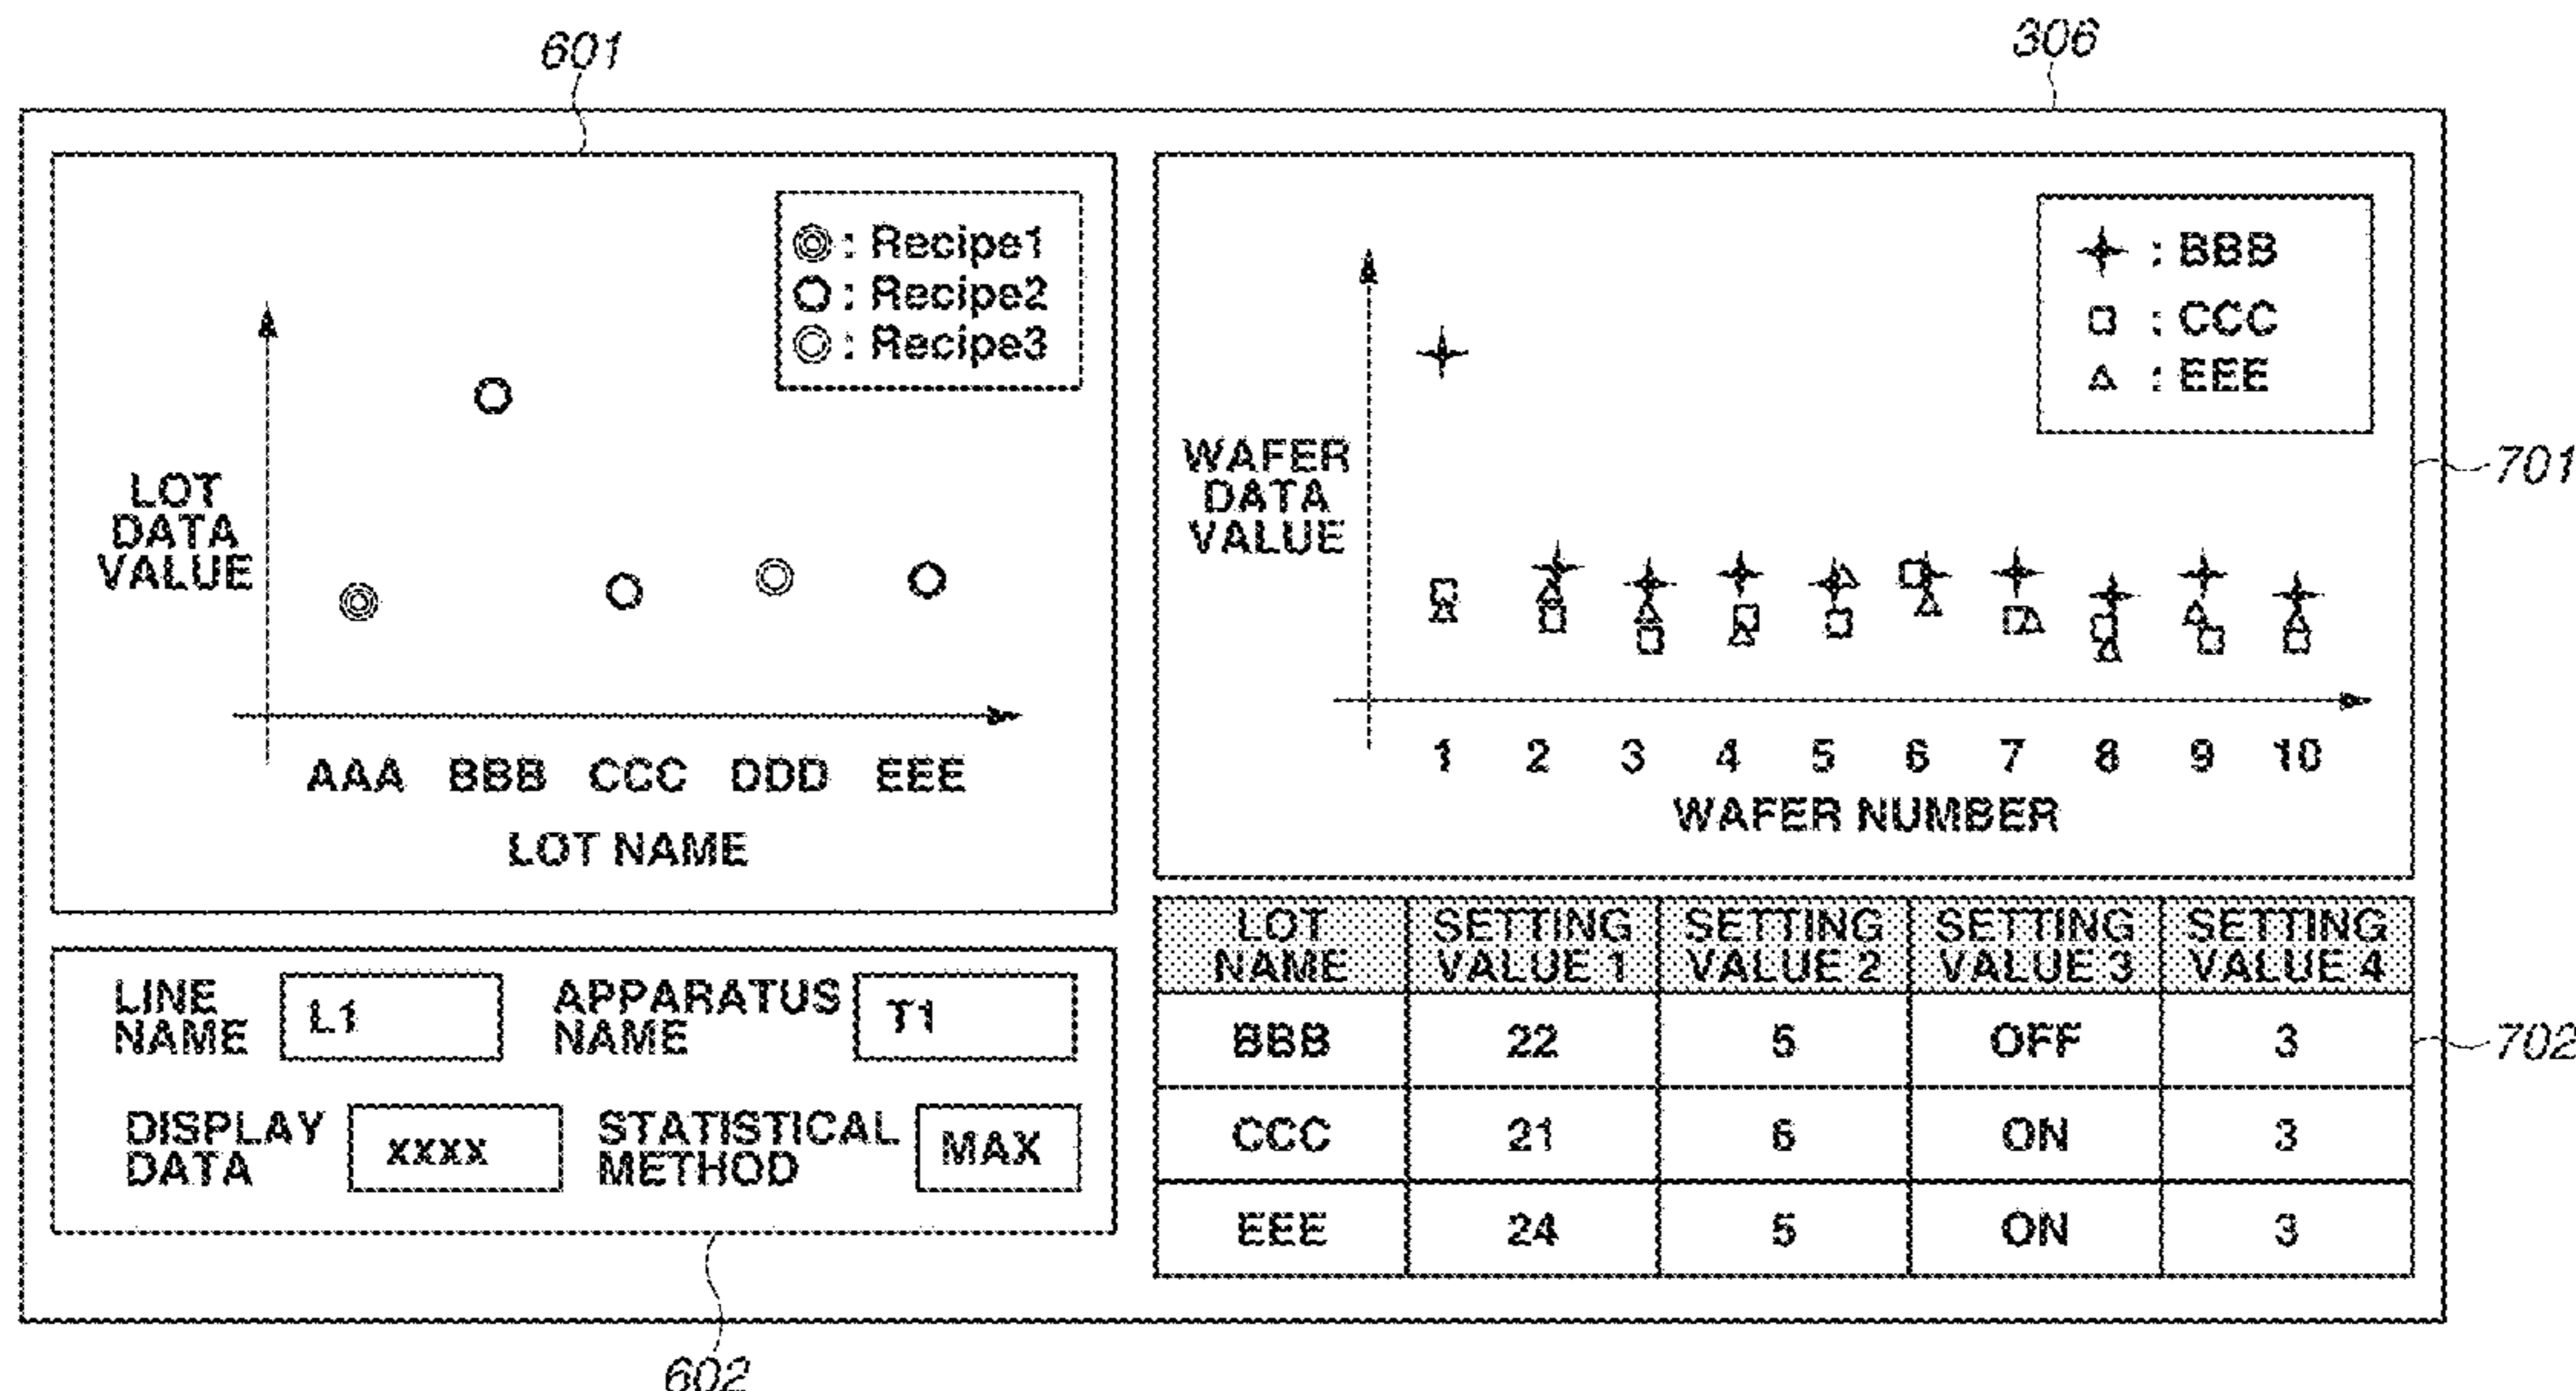 601
306
: Recipe1
: Recipe2
: Recipe3
LOT
DATA
VALUE
AAA BBB CCC DDD EEE
LOT NAME
: BBB
: CCC
: EEE
WAFER
DATA
VALUE
701
1 2 3 4 5 6 7 8 9 10
WAFER NUMBER
LINE
NAME
L1
APPARATUS
NAME
T1
DISPLAY
DATA
xxxx
STATISTICAL
METHOD
MAX
602
LOT
NAME
SETTING
VALUE 1
SETTING
VALUE 2
SETTING
VALUE 3
SETTING
VALUE 4
BBB 22 5 OFF 3
702
CCC 21 6 ON 3
EEE 24 5 ON 3